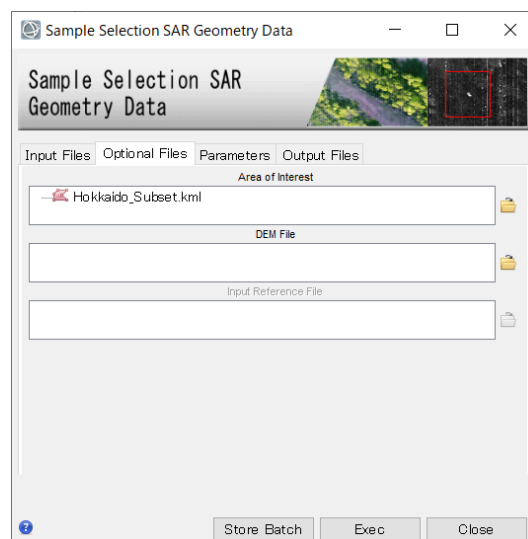 Sample Selection SAR Geometry Data
Sample Selection SAR
Geometry Data
Input Files Optional Files Parameters Output Files
Area of Interest
Hokkaido_Subset.kml
DEM File
Input Reference File
Store Batch Exec Close